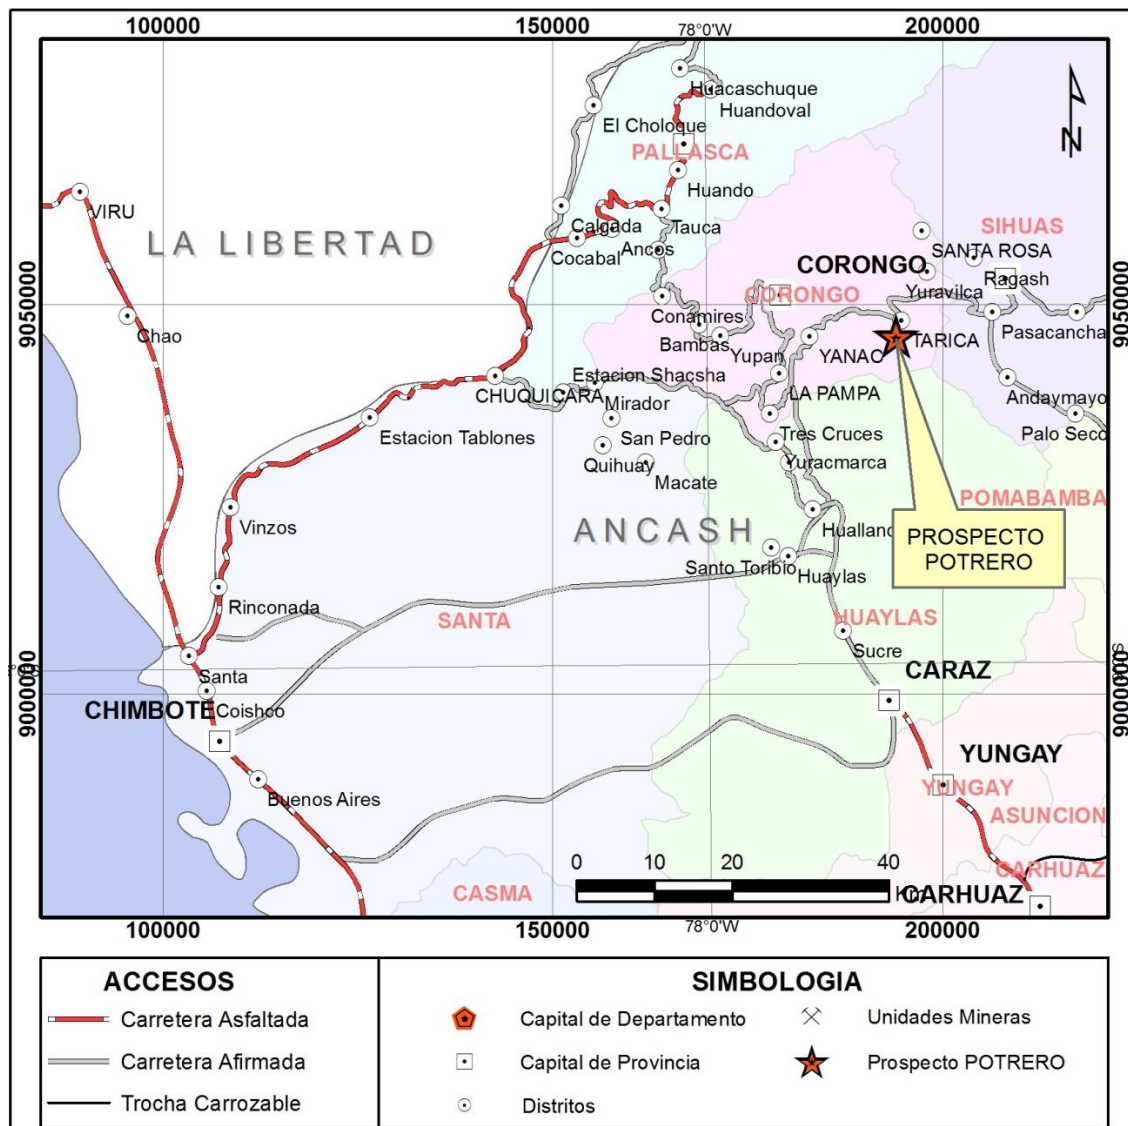 100000
150000
78°0'W
200000
Huacaschuque
Huandoval
El Choloque
PALLASCA
N
Huando
VIRU
SIHUAS
Calgada
Tauca
LA LIBERTAD
SANTA ROSA
Ancos
Cocabal
CORONGO
Ragash
Yuravilca
CORONGO
9050000
9050000
Conamires
Chao
Pasacancha
Bambas
TARICA
Yupan
YANAC
Estacion Shacsha
CHUQUICARA
LA PAMPA
Andaymayo
Mirador
Estacion Tablones
San Pedro
Tres Cruces
Palo Seco
Quihuay
Yuracmarca
Macate
POMABAMBA
Vinzos
ANCASH
Huallanc
PROSPECTO
POTRERO
Santo Toribio
Huaylas
Rinconada
SANTA
HUAYLAS
Sucre
Santa
CARAZ
9000000
9000000
CHIMBOTE
Coishco
YUNGAY
YUNGAY
Buenos Aires
ASUNCION
0 10 20 40
CARHUAZ
CASMA
Km
CARHUAZ
100000
150000
78°0'W
200000
ACCESOS
Carretera Asfaltada
Carretera Afirmada
Trocha Carrozable
SIMBOLOGIA
Capital de Departamento
Unidades Mineras
Capital de Provincia
Prospecto POTRERO
Distritos